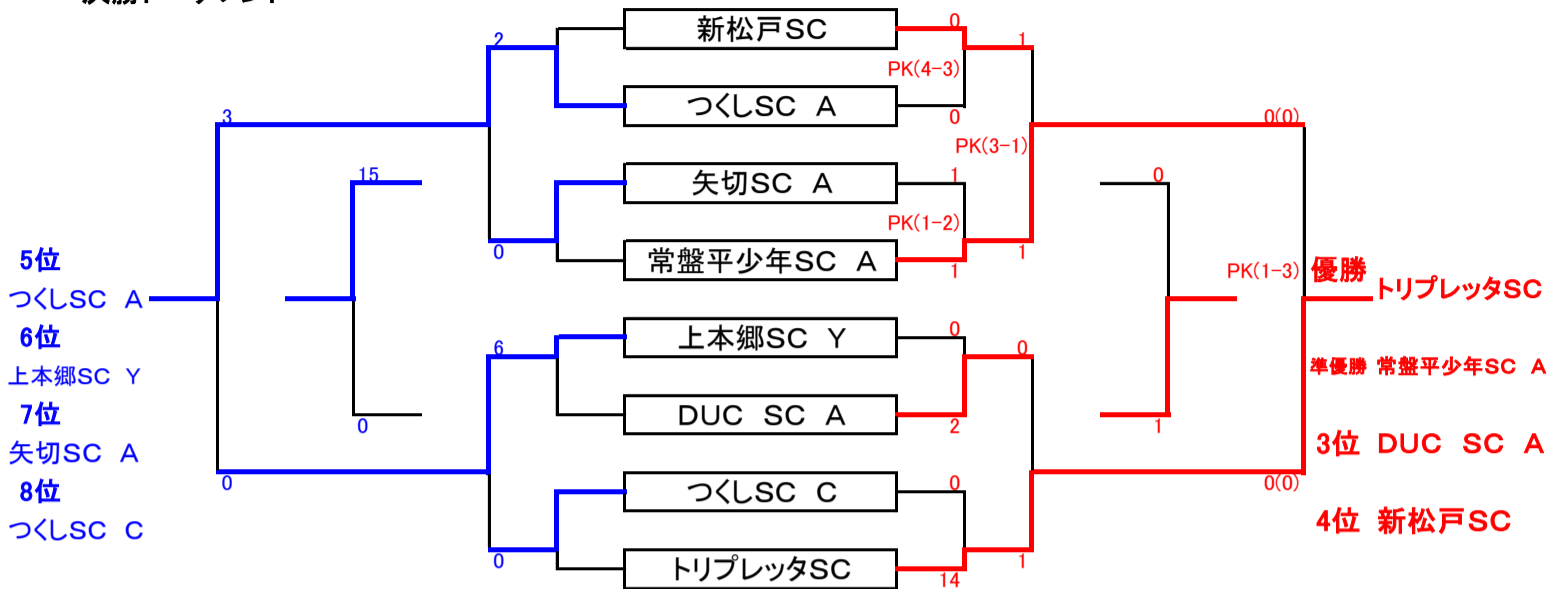 新松戸SC
つくしSC A
矢切SC A
常盤平少年SC A
上本郷SC Y
DUC SC A
つくしSC C
トリプレッタSC
2
3
15
0
6
0
0
0
5位
つくしSC A
6位
上本郷SC Y
7位
矢切SC A
8位
つくしSC C
0
PK(4-3)
0
1
PK(3-1)
1
PK(1-2)
1
1
0
2
0
0
14
1
0(0)
0
PK(1-3)
1
0(0)
優勝 トリプレッタSC
準優勝 常盤平少年SC A
3位 DUC SC A
4位 新松戸SC